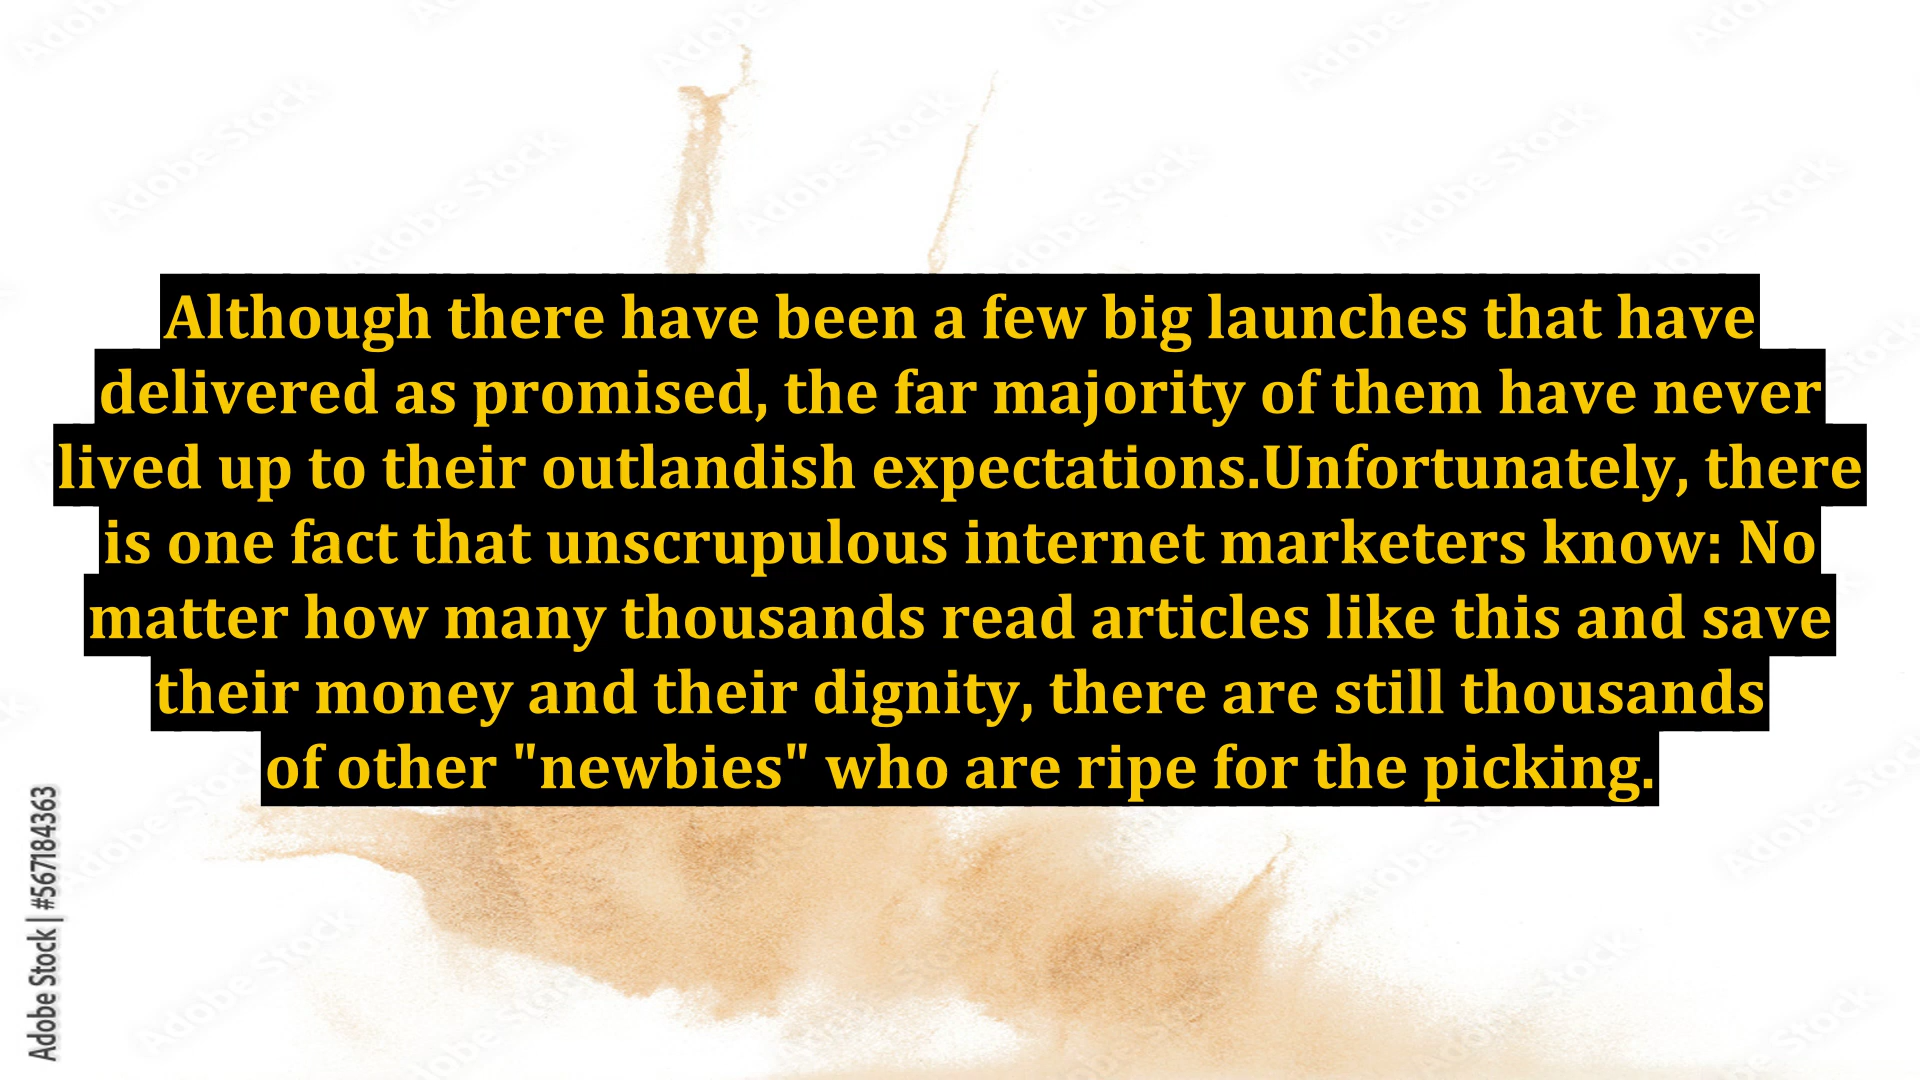 Although there have been a few big launches that have
delivered as promised, the far majority of them have never
lived up to their outlandish expectations.Unfortunately, there
is one fact that unscrupulous internet marketers know: No
matter how many thousands read articles like this and save
their money and their dignity, there are still thousands
of other "newbies" who are ripe for the picking.
Adobe Stock | #567184363